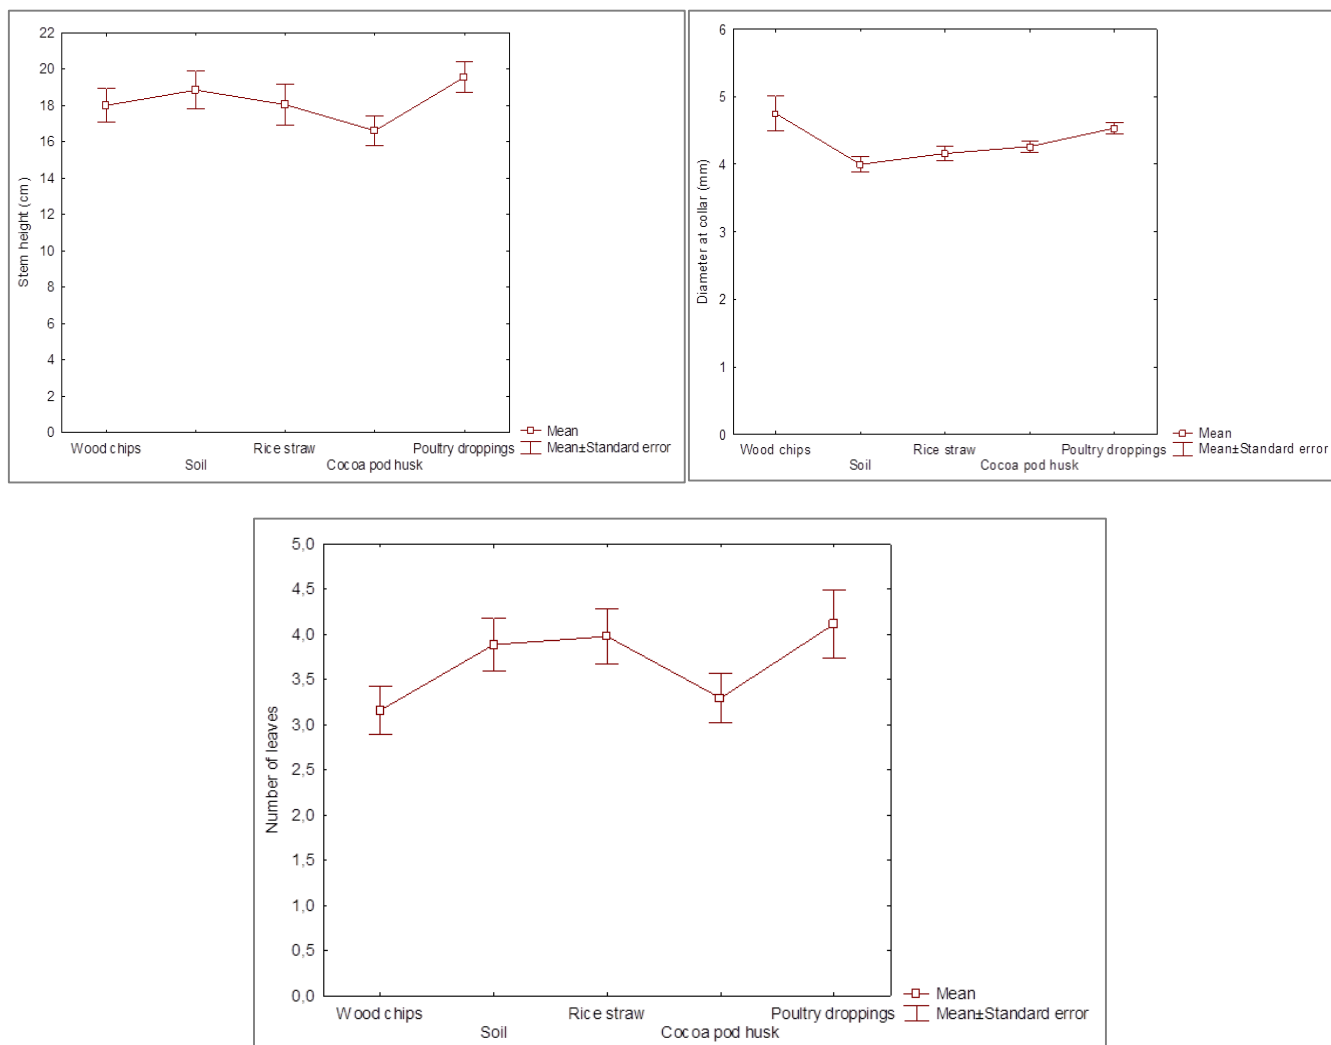 Stem height (cm)
22
20
18
16
14
12
10
8
6
4
2
0
Wood chips
Soil
Rice straw
Cocoa pod husk
Poultry droppings
Mean
Mean±Standard error
Diameter at collar (mm)
6
5
4
3
2
1
0
Wood chips
Soil
Rice straw
Cocoa pod husk
Poultry droppings
Mean
Mean±Standard error
Number of leaves
5,0
4,5
4,0
3,5
3,0
2,5
2,0
1,5
1,0
0,5
0,0
Wood chips
Soil
Rice straw
Cocoa pod husk
Poultry droppings
Mean
Mean±Standard error